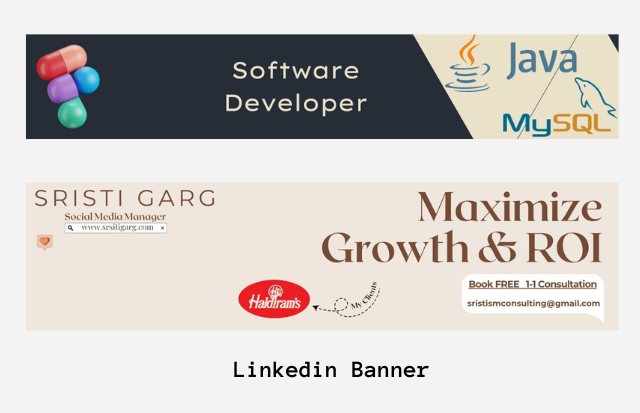 Software
Developer
Java
MySQL
SRISTI GARG
Social Media Manager
www.srsitigarg.com
Maximize
Growth & ROI
Haldiram's
My Clients
Book FREE 1-1 Consultation
sristismconsulting@gmail.com
Linkedin Banner